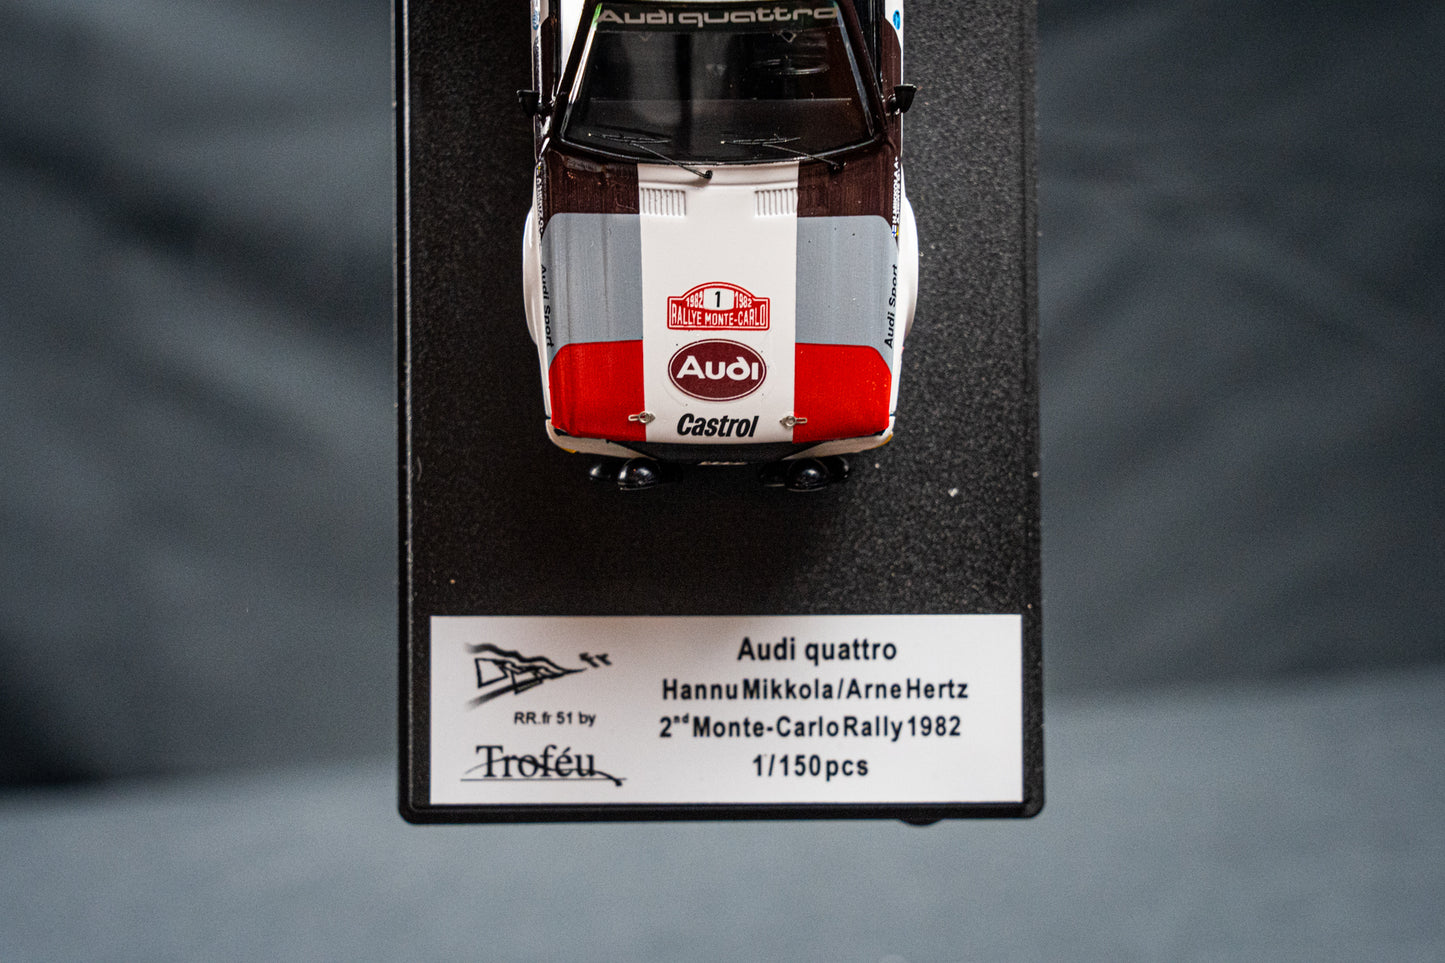 Audi quattro
1982 1 1982
RALLYE MONTE-CARLO
Audi
Castrol
Audi Sport
Audi Sport
RR.fr 51 by
Troféu
Audi quattro
Hannu Mikkola/Arne Hertz
2nd Monte-Carlo Rally 1982
1/150pcs